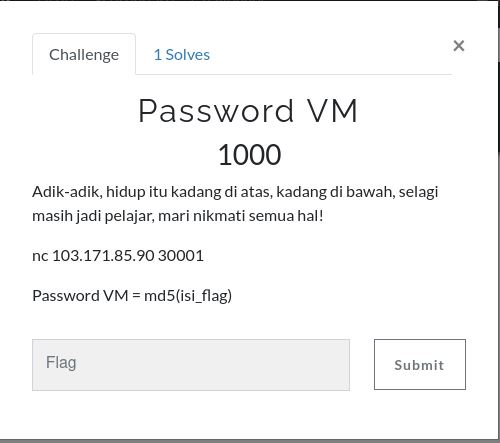 Challenge
1 Solves
×
Password VM
1000
Adik-adik, hidup itu kadang di atas, kadang di bawah, selagi
masih jadi pelajar, mari nikmati semua hal!
nc 103.171.85.90 30001
Password VM = md5(isi_flag)
Flag
Submit